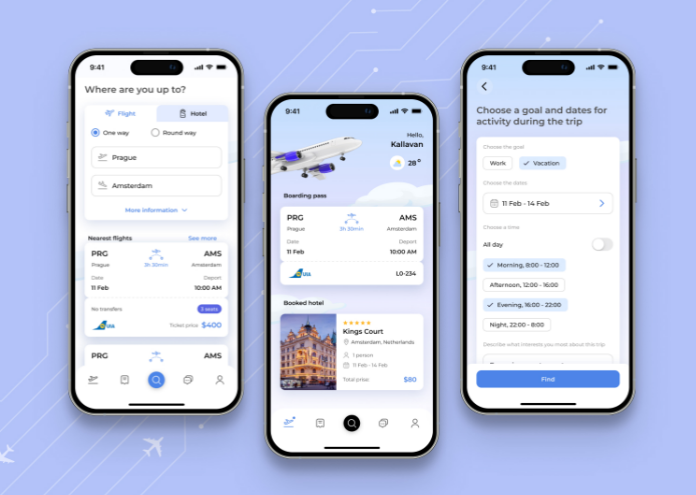 9:41
Where are you up to?
Flight
Hotel
One way
Round way
Prague
Amsterdam
More information
Nearest flights
See more
PRG
AMS
Prague
3h 30min
Amsterdam
Date
Deport
11 Feb
10:00 AM
No transfers
Ticket price:
$400
PRG
AMS
9:41
Hello,
Kallavan
28°
Boarding pass
PRG
AMS
Prague
3h 30min
Amsterdam
Date
Deport
11 Feb
10:00 AM
L0-234
Booked hotel
Kings Court
Amsterdam, Netherlands
1 person
11 Feb - 14 Feb
Total price:
$80
9:41
Choose a goal and dates for
activity during the trip
Choose the goal
Work
Vacation
Choose the dates
11 Feb - 14 Feb
Choose a time
All day
Morning, 8:00 - 12:00
Afternoon, 12:00 - 16:00
Evening, 16:00 - 22:00
Night, 22:00 - 8:00
Describe what interests you most about this trip
Find